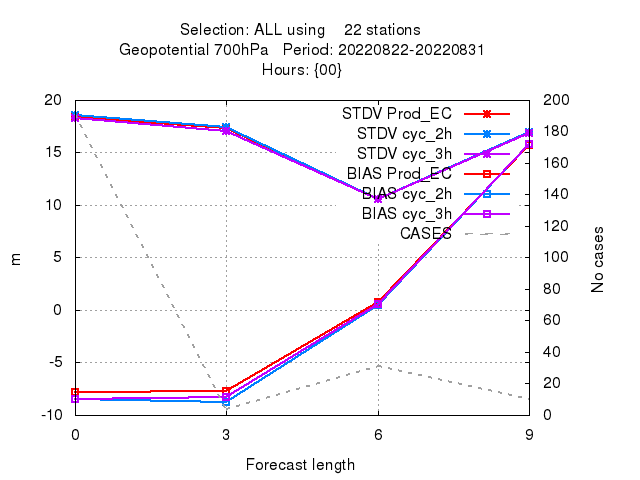 Selection: ALL using    22 stations
Geopotential 700hPa   Period: 20220822-20220831
Hours: {00}
20
15
10
5
0
-5
-10
m
200
180
160
140
120
100
80
60
40
20
0
No cases
STDV Prod_EC
STDV cyc_2h
STDV cyc_3h
BIAS Prod_EC
BIAS cyc_2h
BIAS cyc_3h
CASES
0
3
6
9
Forecast length